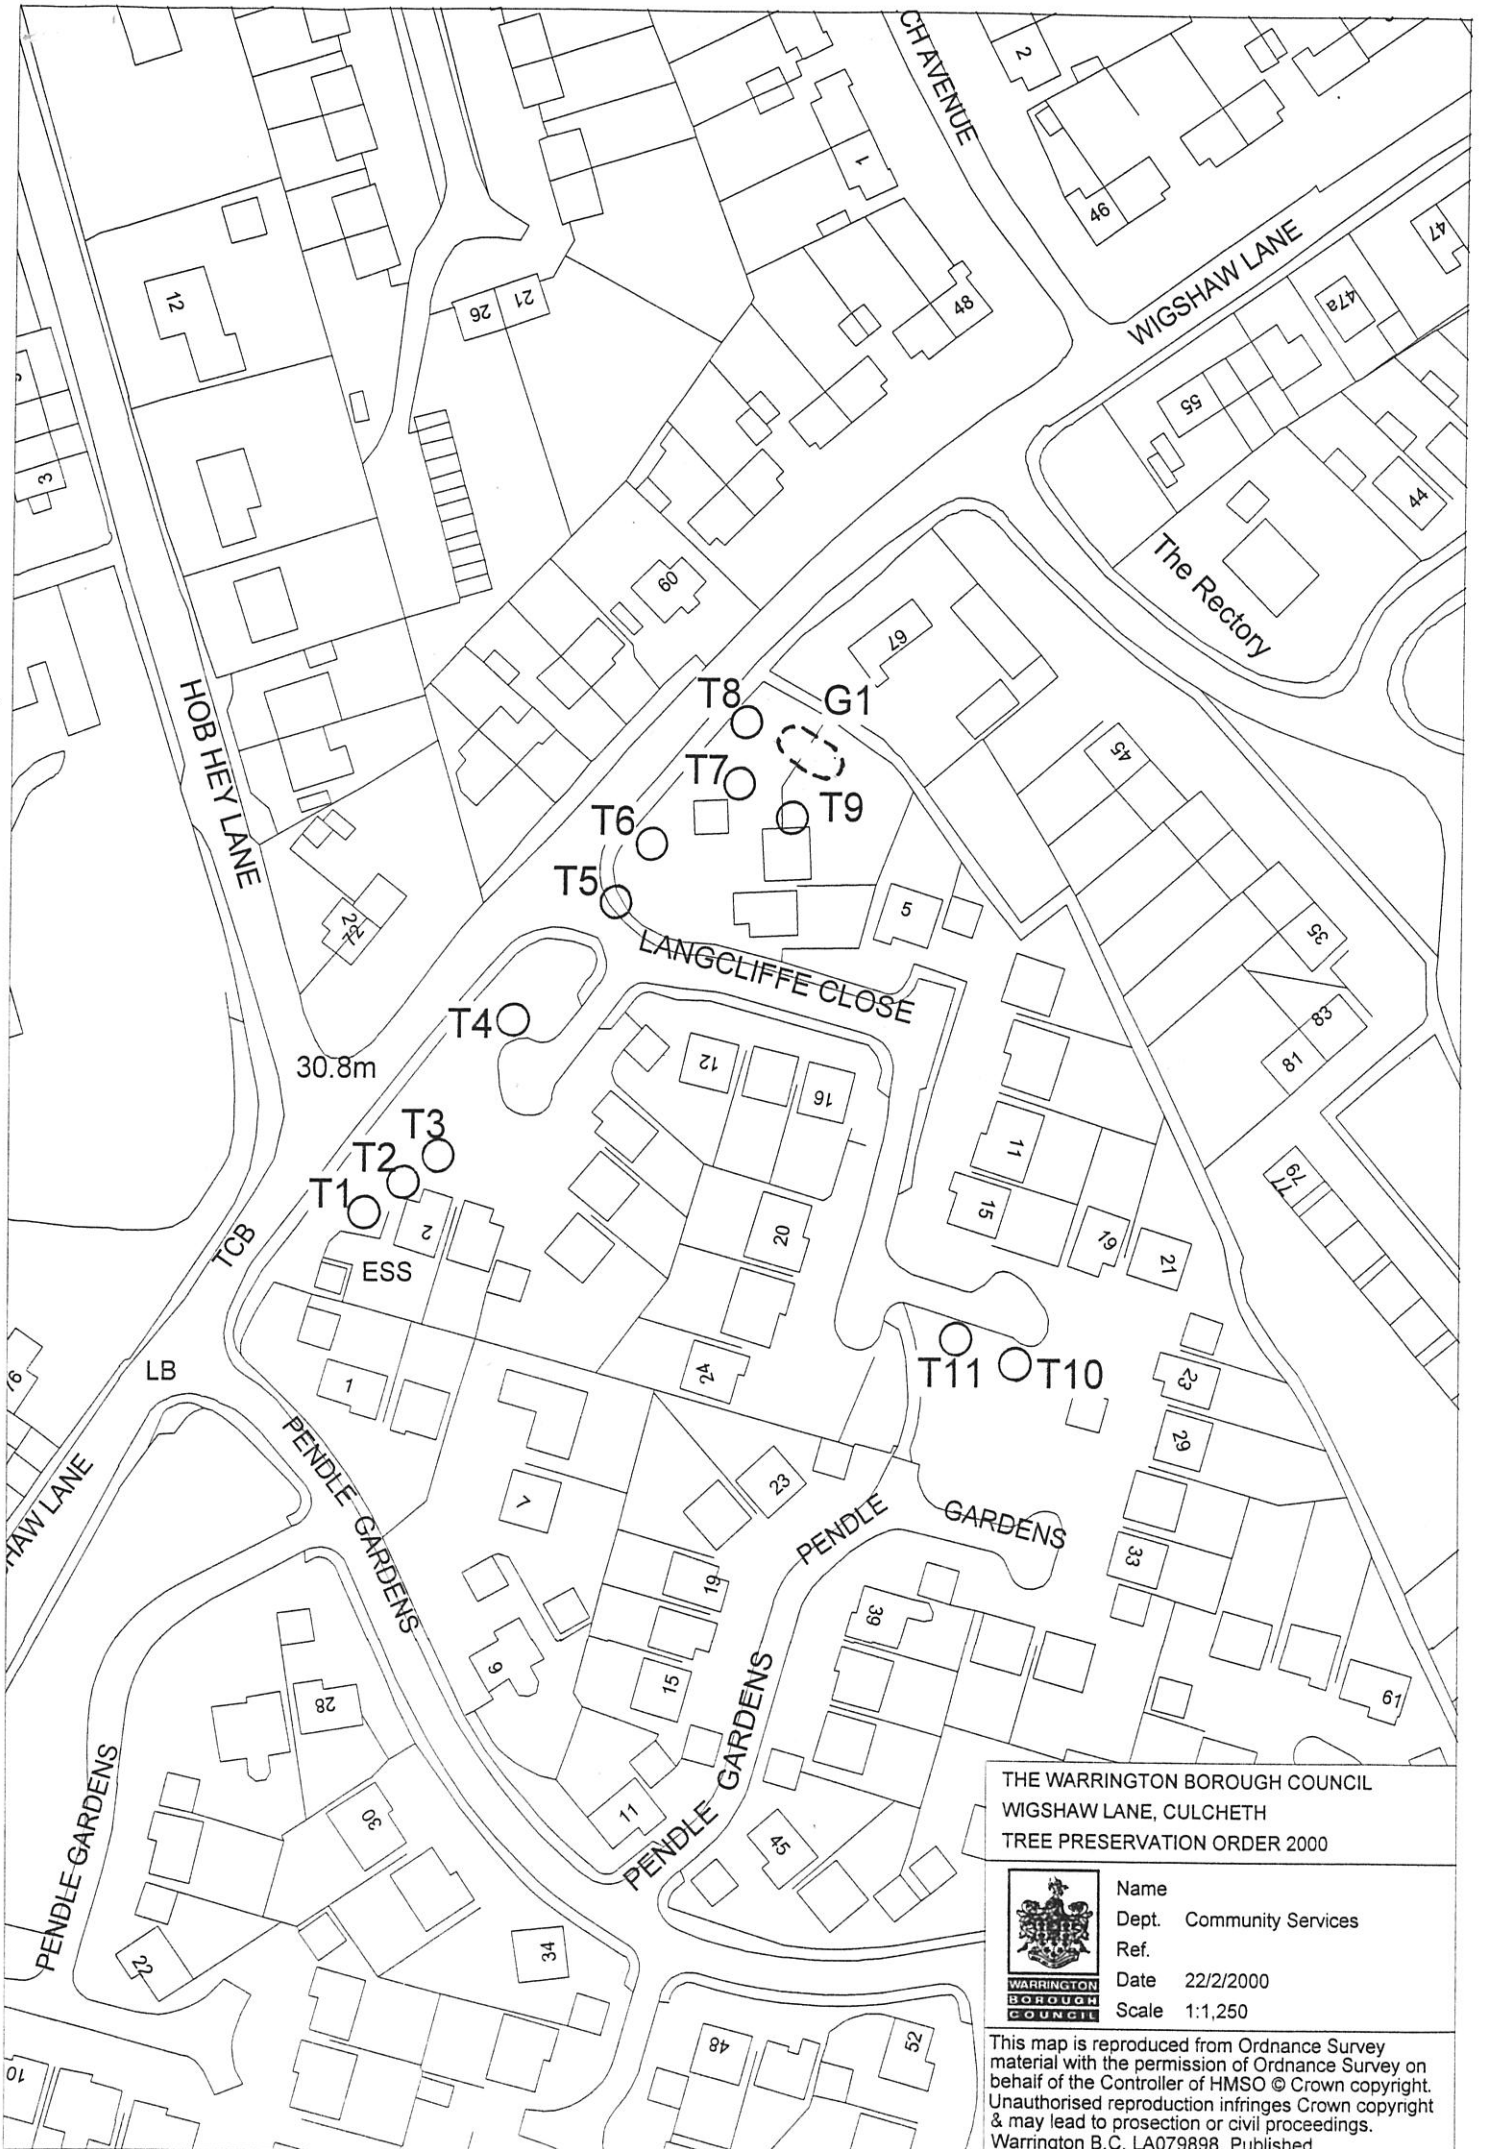 CH AVENUE
2
1
46
WIGSHAW LANE
47
47a
12
26
21
48
55
3
44
The Rectory
60
67
HOB HEY LANE
T8
G1
T7
T9
T6
T5
45
72
5
35
LANGCLIFFE CLOSE
T4
83
81
30.8m
12
16
T3
T2
T1
11
79
77
2
TCB
20
15
19
21
ESS
LB
1
24
T11
T10
23
76
29
PENDLE GARDENS
SHAW LANE
7
23
PENDLE GARDENS
33
19
39
9
15
28
61
PENDLE GARDENS
PENDLE GARDENS
30
11
PENDLE
45
22
34
48
52
10
THE WARRINGTON BOROUGH COUNCIL
WIGSHAW LANE, CULCHETH
TREE PRESERVATION ORDER 2000
WARRINGTON
BOROUGH
COUNCIL
Name
Dept. Community Services
Ref.
Date 22/2/2000
Scale 1:1,250
This map is reproduced from Ordnance Survey
material with the permission of Ordnance Survey on
behalf of the Controller of HMSO © Crown copyright.
Unauthorised reproduction infringes Crown copyright
& may lead to prosection or civil proceedings.
Warrington B.C. LA079898. Published